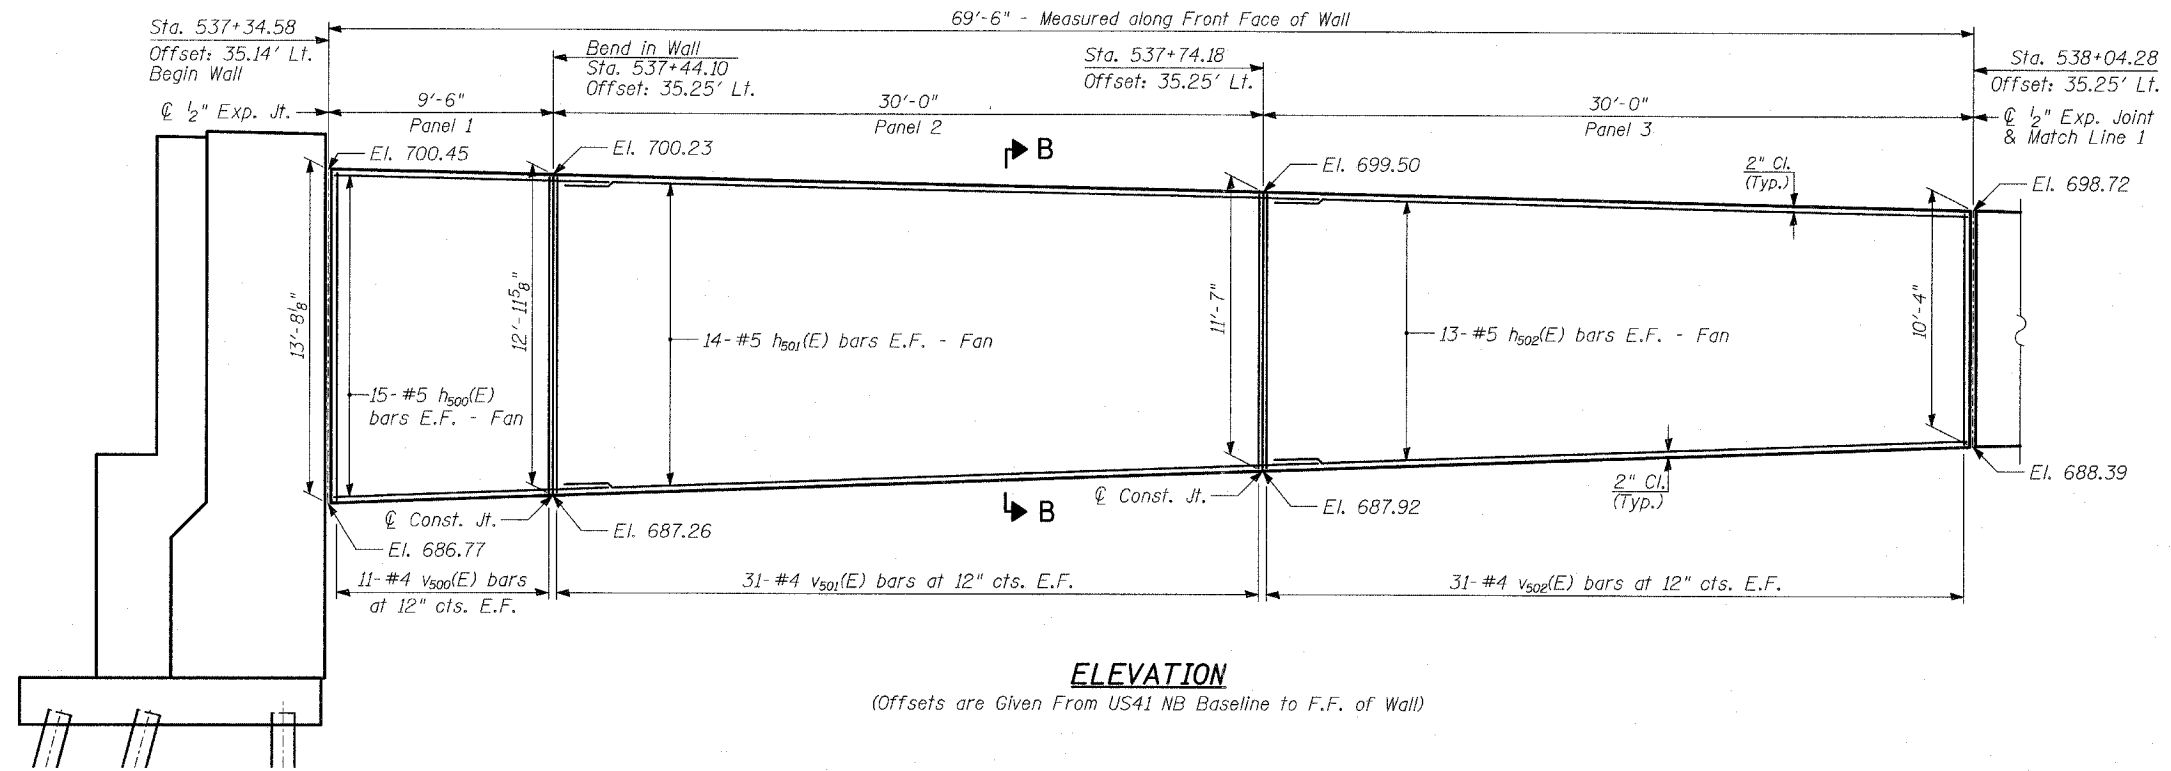 69'-6" - Measured along Front Face of Wall
Sta. 537+34.58
Offset: 35.14' Lt.
Begin Wall
℄ ½" Exp. Jt.
Bend in Wall
Sta. 537+44.10
Offset: 35.25' Lt.
Sta. 537+74.18
Offset: 35.25' Lt.
Sta. 538+04.28
Offset: 35.25' Lt.
℄ ½" Exp. Joint
& Match Line 1
9'-6"
Panel 1
30'-0"
Panel 2
30'-0"
Panel 3
El. 700.45
El. 700.23
B
El. 699.50
2" Cl.
(Typ.)
El. 698.72
13'-8⅛"
12'-11⅝"
11'-7"
10'-4"
15-#5 h500(E)
bars E.F. - Fan
14-#5 h501(E) bars E.F. - Fan
13-#5 h502(E) bars E.F. - Fan
℄ Const. Jt.
El. 686.77
El. 687.26
B
℄ Const. Jt.
El. 687.92
2" Cl.
(Typ.)
El. 688.39
11-#4 v500(E) bars
at 12" cts. E.F.
31-#4 v501(E) bars at 12" cts. E.F.
31-#4 v502(E) bars at 12" cts. E.F.
ELEVATION
(Offsets are Given From US41 NB Baseline to F.F. of Wall)